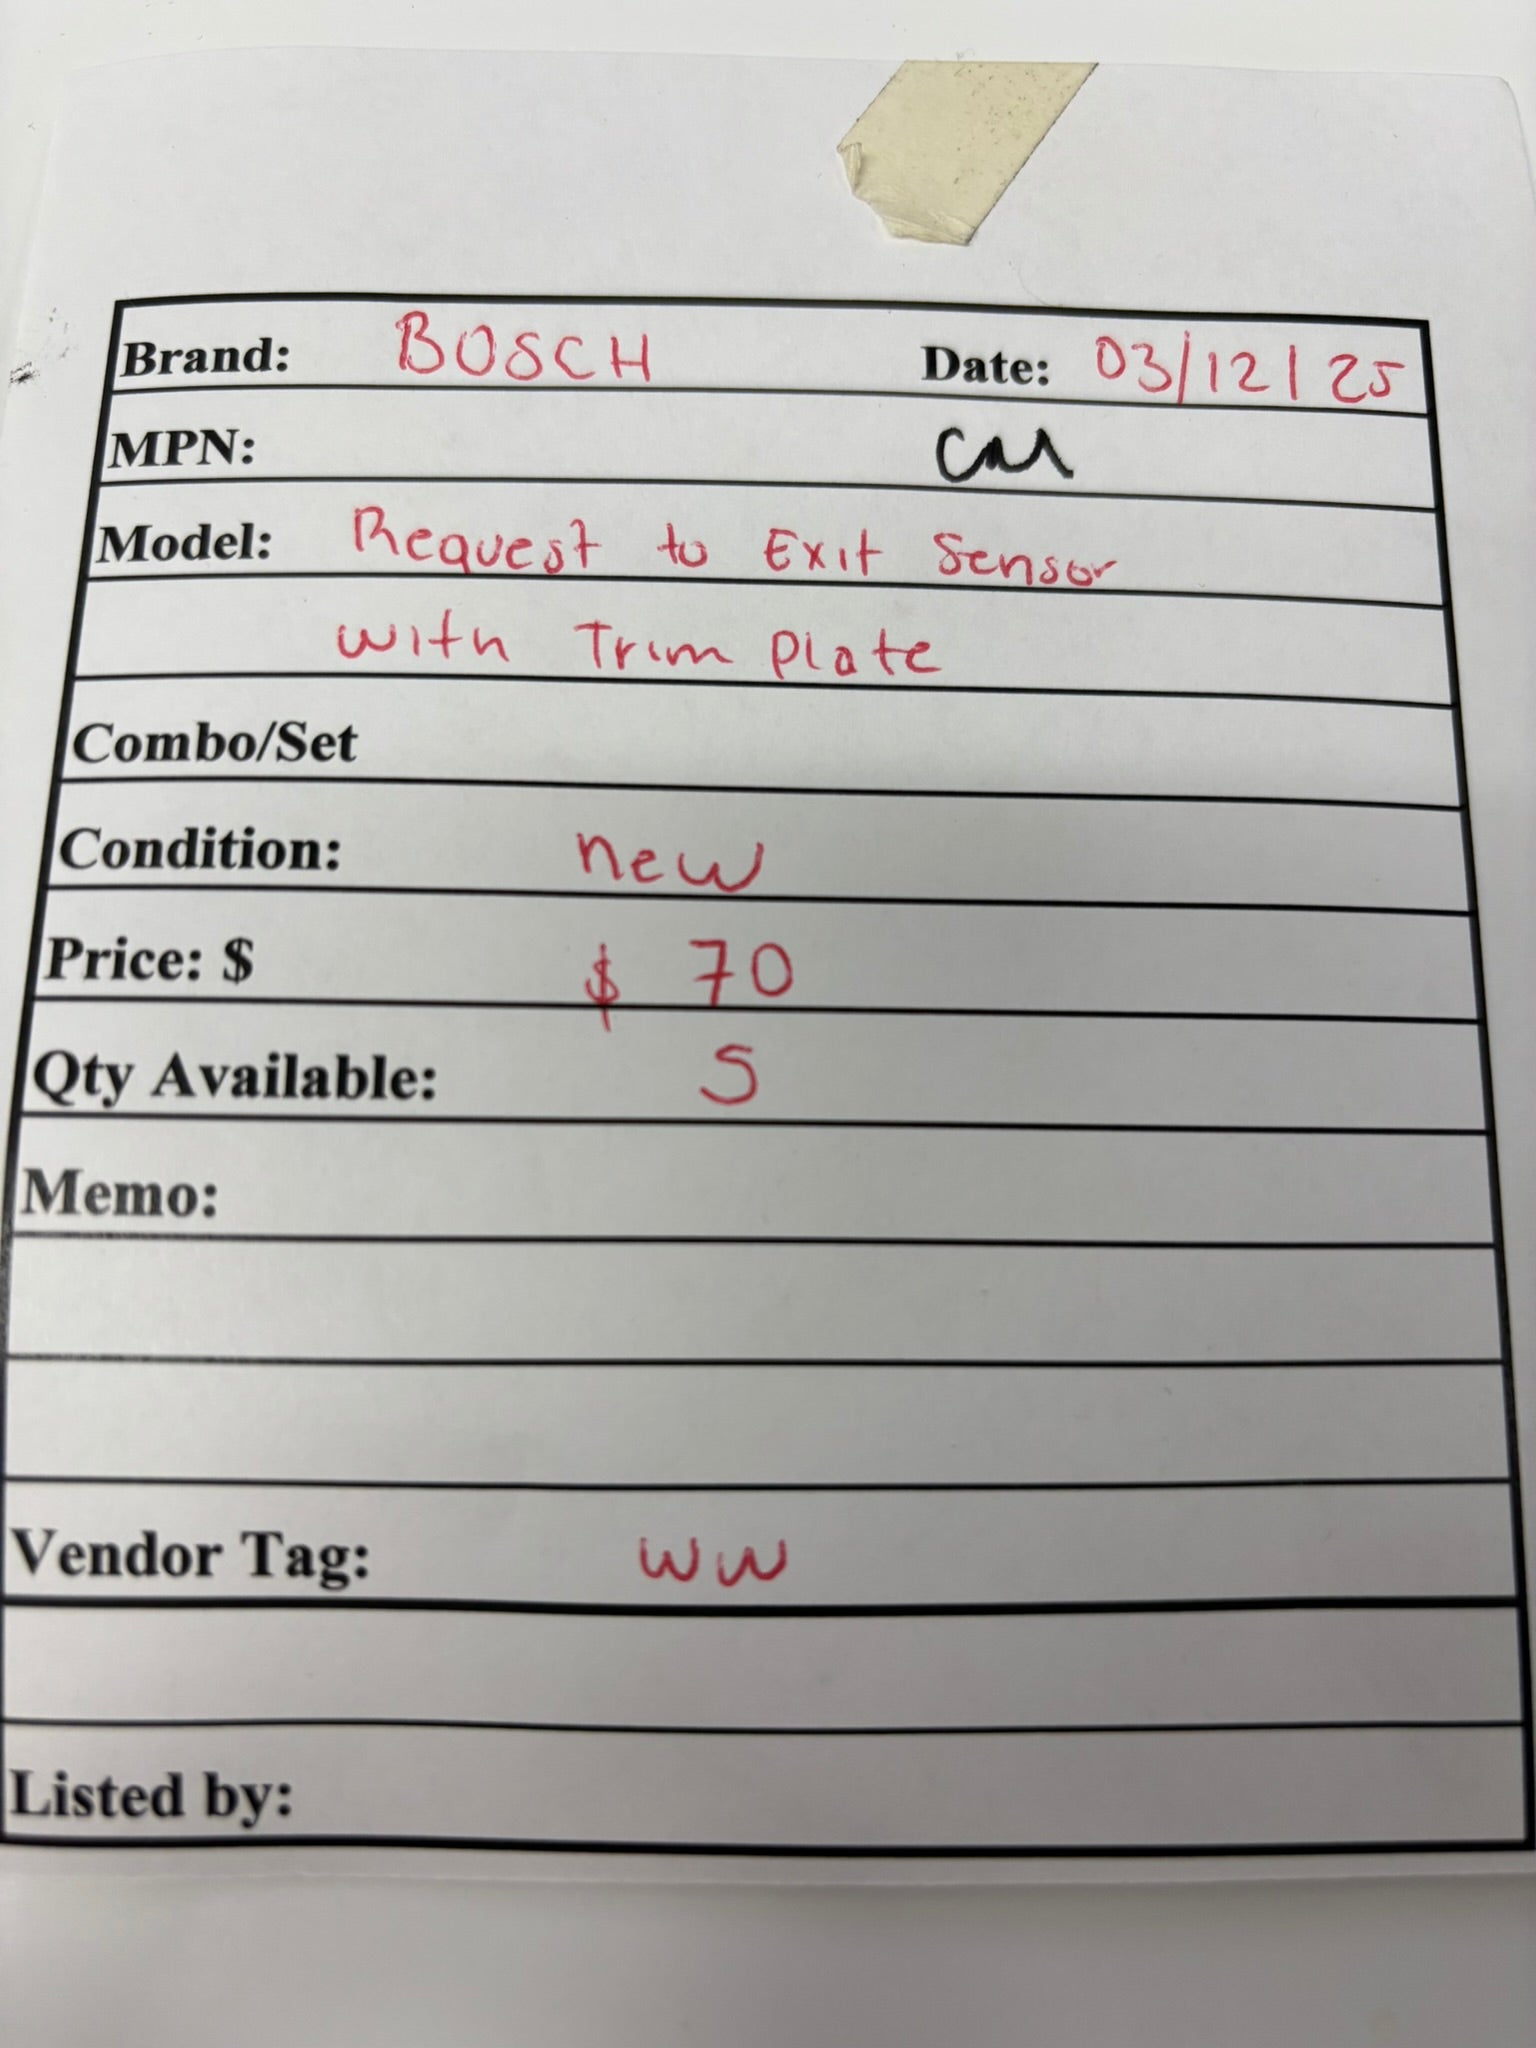 Brand: BOSCH Date: 03/12/25
MPN:
Model: Request to Exit Sensor
with Trim Plate
Combo/Set
Condition: new
Price: $ $ 70
Qty Available: 5
Memo:
Vendor Tag: WW
Listed by: